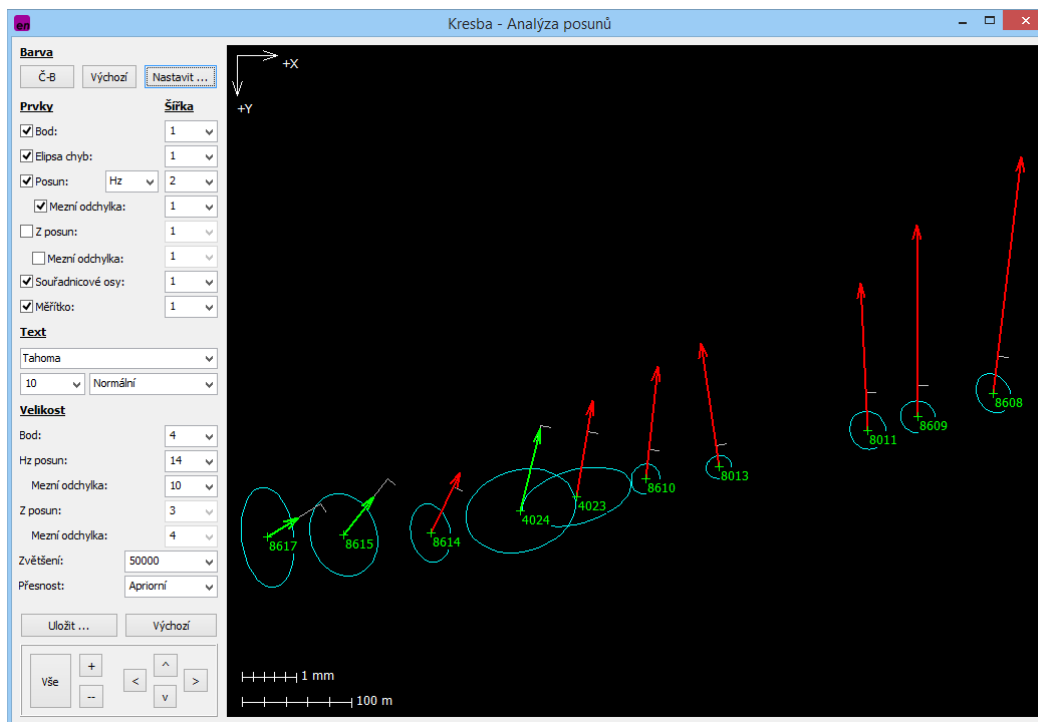 en
Kresba - Analýza posunů
Barva
Č-B Výchozí Nastavit ...
Prvky Šířka
Bod: 1
Elipsa chyb: 1
Posun: Hz 2
Mezní odchylka: 1
Z posun: 1
Mezní odchylka: 1
Souřadnicové osy: 1
Měřítko: 1
Text
Tahoma
10 Normální
Velikost
Bod: 4
Hz posun: 14
Mezní odchylka: 10
Z posun: 3
Mezní odchylka: 4
Zvětšení: 50000
Přesnost: Apriorní
Uložit ... Výchozí
Vše + -- < ^ v >
+X
+Y
8608
8609
8011
8013
8610
4023
4024
8614
8615
8617
1 mm
100 m